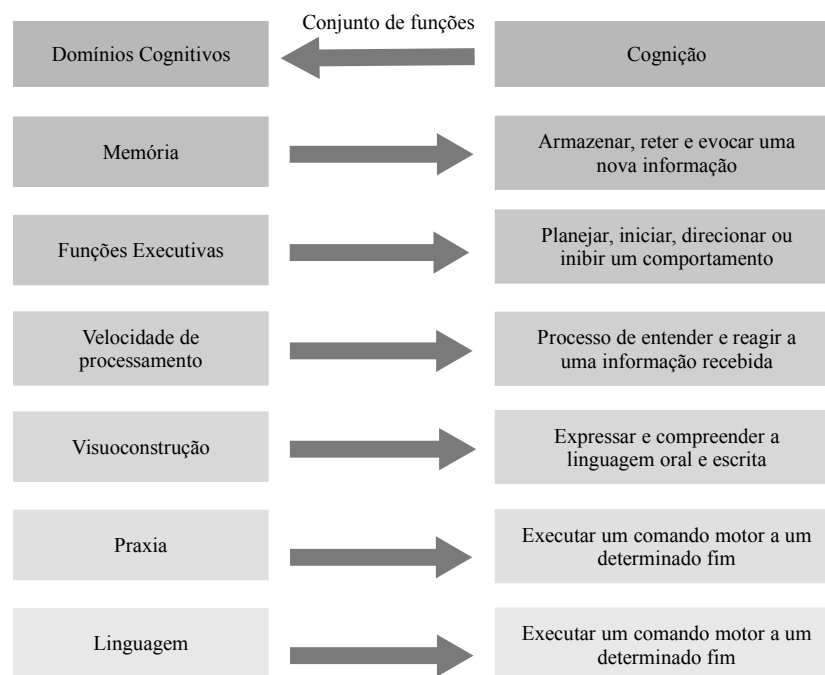 Conjunto de funções
Domínios Cognitivos
Cognição
Memória
Armazenar, reter e evocar uma
nova informação
Funções Executivas
Planejar, iniciar, direcionar ou
inibir um comportamento
Velocidade de
processamento
Processo de entender e reagir a
uma informação recebida
Visuoconstrução
Expressar e compreender a
linguagem oral e escrita
Praxia
Executar um comando motor a um
determinado fim
Linguagem
Executar um comando motor a um
determinado fim